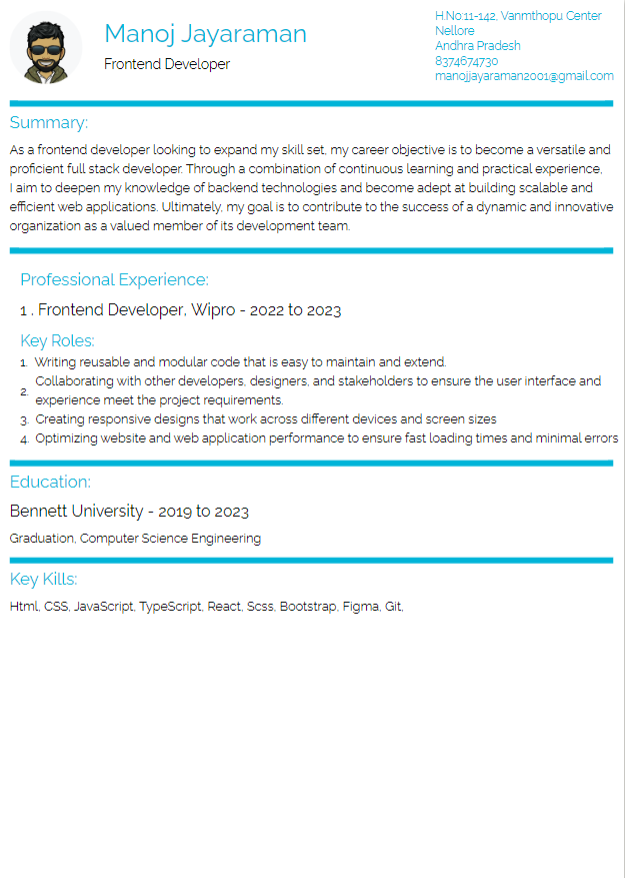 Manoj Jayaraman
Frontend Developer
H.No:11-142, Vanmthopu Center
Nellore
Andhra Pradesh
8374674730
manojjayaraman2001@gmail.com
Summary:
As a frontend developer looking to expand my skill set, my career objective is to become a versatile and
proficient full stack developer. Through a combination of continuous learning and practical experience,
I aim to deepen my knowledge of backend technologies and become adept at building scalable and
efficient web applications. Ultimately, my goal is to contribute to the success of a dynamic and innovative
organization as a valued member of its development team.
Professional Experience:
1 . Frontend Developer, Wipro - 2022 to 2023
Key Roles:
1. Writing reusable and modular code that is easy to maintain and extend.
2. Collaborating with other developers, designers, and stakeholders to ensure the user interface and
experience meet the project requirements.
3. Creating responsive designs that work across different devices and screen sizes
4. Optimizing website and web application performance to ensure fast loading times and minimal errors
Education:
Bennett University - 2019 to 2023
Graduation, Computer Science Engineering
Key Kills:
Html, CSS, JavaScript, TypeScript, React, Scss, Bootstrap, Figma, Git,